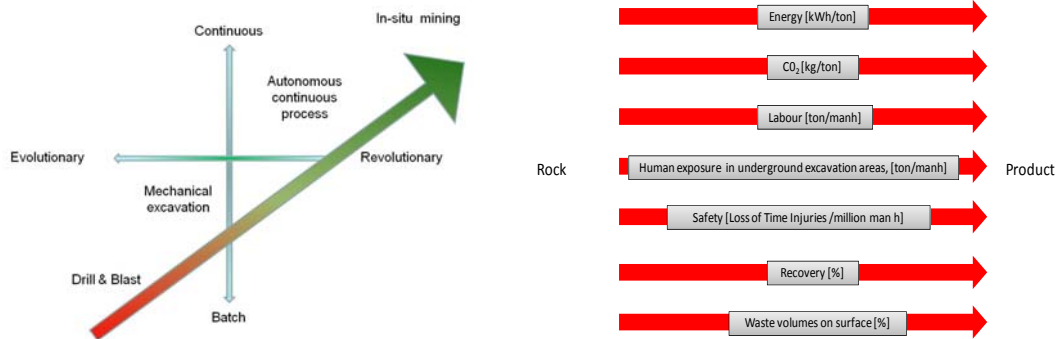 In-situ mining
Continuous
Autonomous
continuous
process
Evolutionary
Revolutionary
Mechanical
excavation
Drill & Blast
Batch
Rock
Energy [kWh/ton]
C0₂ [kg/ton]
Labour [ton/manh]
Human exposure in underground excavation areas, [ton/manh]
Safety [Loss of Time Injuries /million man h]
Recovery [%]
Waste volumes on surface [%]
Product